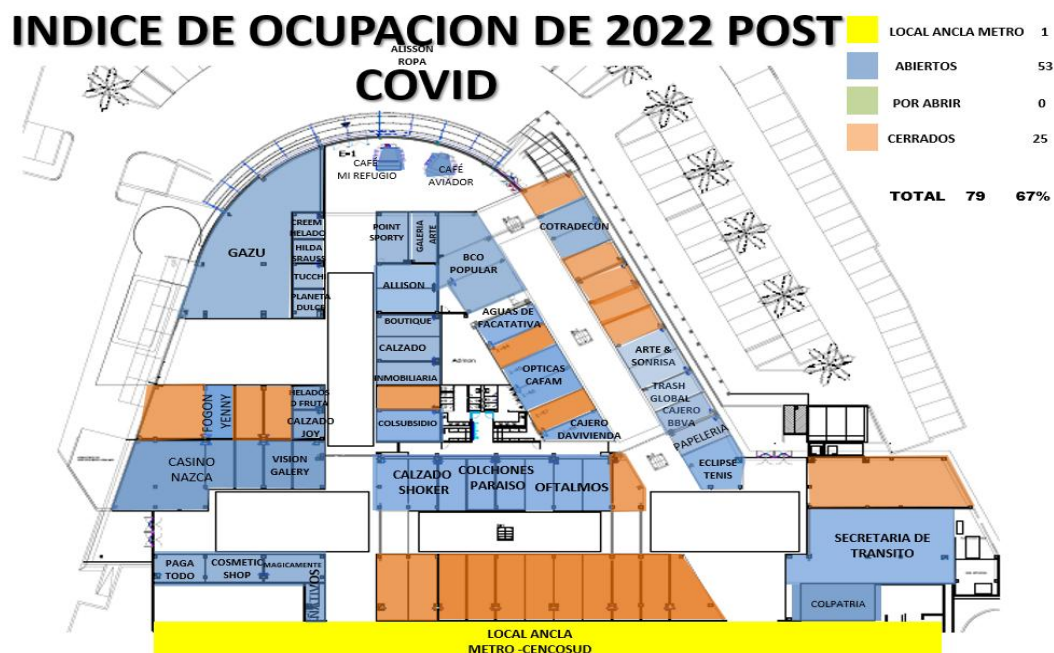 INDICE DE OCUPACION DE 2022 POST
COVID
ALISSON
ROPA
LOCAL ANCLA METRO 1
ABIERTOS 53
POR ABRIR 0
CERRADOS 25
TOTAL 79 67%
E-1
CAFÉ
MI REFUGIO
CAFÉ
AVIADOR
GAZU
CREEM
HELADO
HILDA
SRAUSS
TUCCHI
PLANETA
DULCE
POINT
SPORTY
GALERIA
ARTE
BCO
POPULAR
COTRADECUN
ALLISON
BOUTIQUE
CALZADO
INMOBILIARIA
COLSUBSIDIO
AGUAS DE
FACATATIVA
OPTICAS
CAFAM
CAJERO
DAVIVIENDA
ARTE &
SONRISA
TRASH
GLOBAL
CAJERO
BBVA
PAPELERIA
ECLIPSE
TENIS
FOGON
YENNY
HELADOS
D FRUTA
CALZADO
JOY
CASINO
NAZCA
VISION
GALERY
CALZADO
SHOKER
COLCHONES
PARAISO
OFTALMOS
SECRETARIA DE
TRANSITO
COLPATRIA
PAGA
TODO
COSMETIC
SHOP
MAGICAMENTE
ÑATIVOS
LOCAL ANCLA
METRO -CENCOSUD